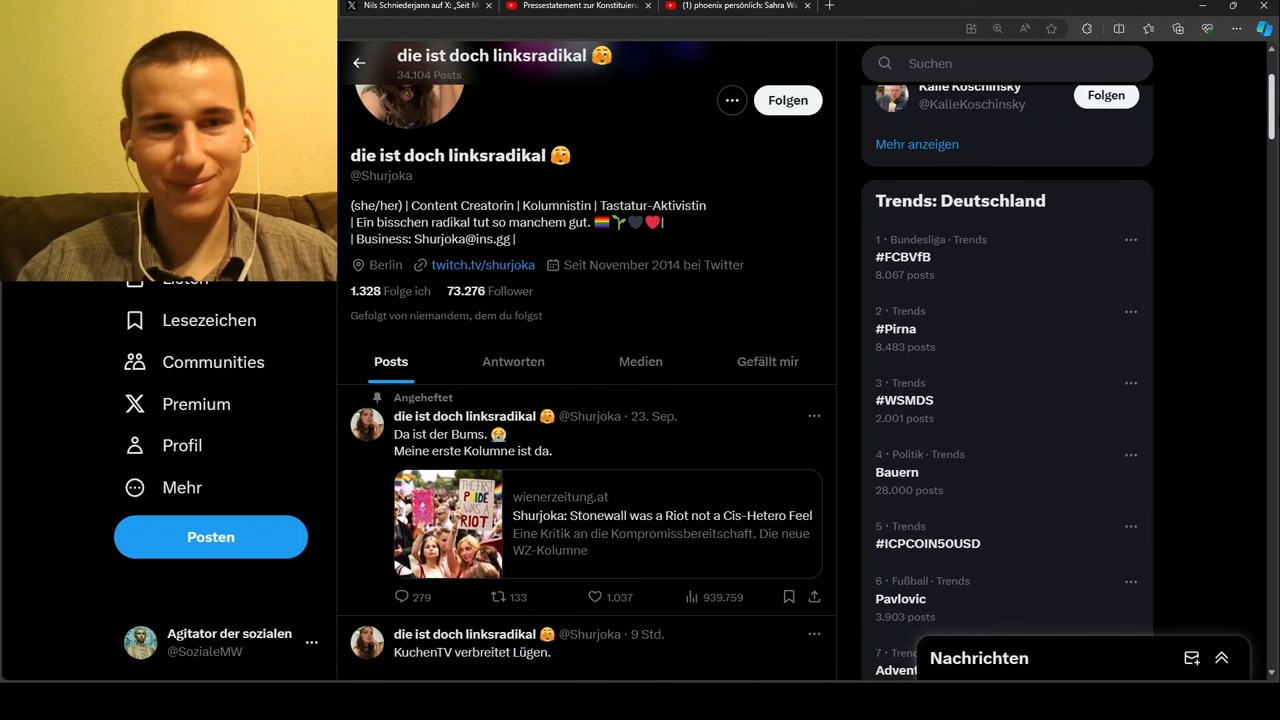 Nils Schniederjann auf X: „Seit M
Pressestatement zur Konstituier
(1) phoenix persönlich: Sahra Wa
die ist doch linksradikal 🫣
34.104 Posts
Folgen
die ist doch linksradikal 🫣
@Shurjoka
(she/her) | Content Creatorin | Kolumnistin | Tastatur-Aktivistin
| Ein bisschen radikal tut so manchem gut. 🏳️‍🌈🌱🖤❤️|
| Business: Shurjoka@ins.gg |
Berlin twitch.tv/shurjoka Seit November 2014 bei Twitter
1.328 Folge ich 73.276 Follower
Gefolgt von niemandem, dem du folgst
Posts Antworten Medien Gefällt mir
Angeheftet
die ist doch linksradikal 🫣 @Shurjoka · 23. Sep.
Da ist der Bums. 😭
Meine erste Kolumne ist da.
THE FIRST
PRIDE
WAS A
RIOT
wienerzeitung.at
Shurjoka: Stonewall was a Riot not a Cis-Hetero Feel
Eine Kritik an die Kompromissbereitschaft. Die neue
WZ-Kolumne
279 133 1.037 939.759
die ist doch linksradikal 🫣 @Shurjoka · 9 Std.
KuchenTV verbreitet Lügen.
Listen
Lesezeichen
Communities
Premium
Profil
Mehr
Posten
Agitator der sozialen
@SozialeMW
Suchen
Kalle Koschinsky
@KalleKoschinsky
Folgen
Mehr anzeigen
Trends: Deutschland
1 · Bundesliga · Trends
#FCBVfB
8.067 posts
2 · Trends
#Pirna
8.483 posts
3 · Trends
#WSMDS
2.001 posts
4 · Politik · Trends
Bauern
28.000 posts
5 · Trends
#ICPCOIN50USD
6 · Fußball · Trends
Pavlovic
3.903 posts
7 · Trends
Advent
Nachrichten